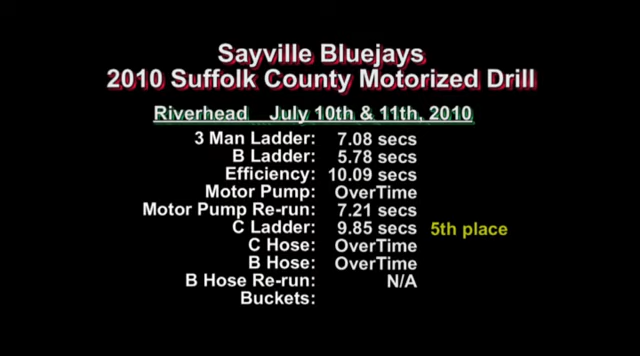 Sayville Bluejays
2010 Suffolk County Motorized Drill
Riverhead July 10th & 11th, 2010
3 Man Ladder: 7.08 secs
B Ladder: 5.78 secs
Efficiency: 10.09 secs
Motor Pump: OverTime
Motor Pump Re-run: 7.21 secs
C Ladder: 9.85 secs 5th place
C Hose: OverTime
B Hose: OverTime
B Hose Re-run: N/A
Buckets: